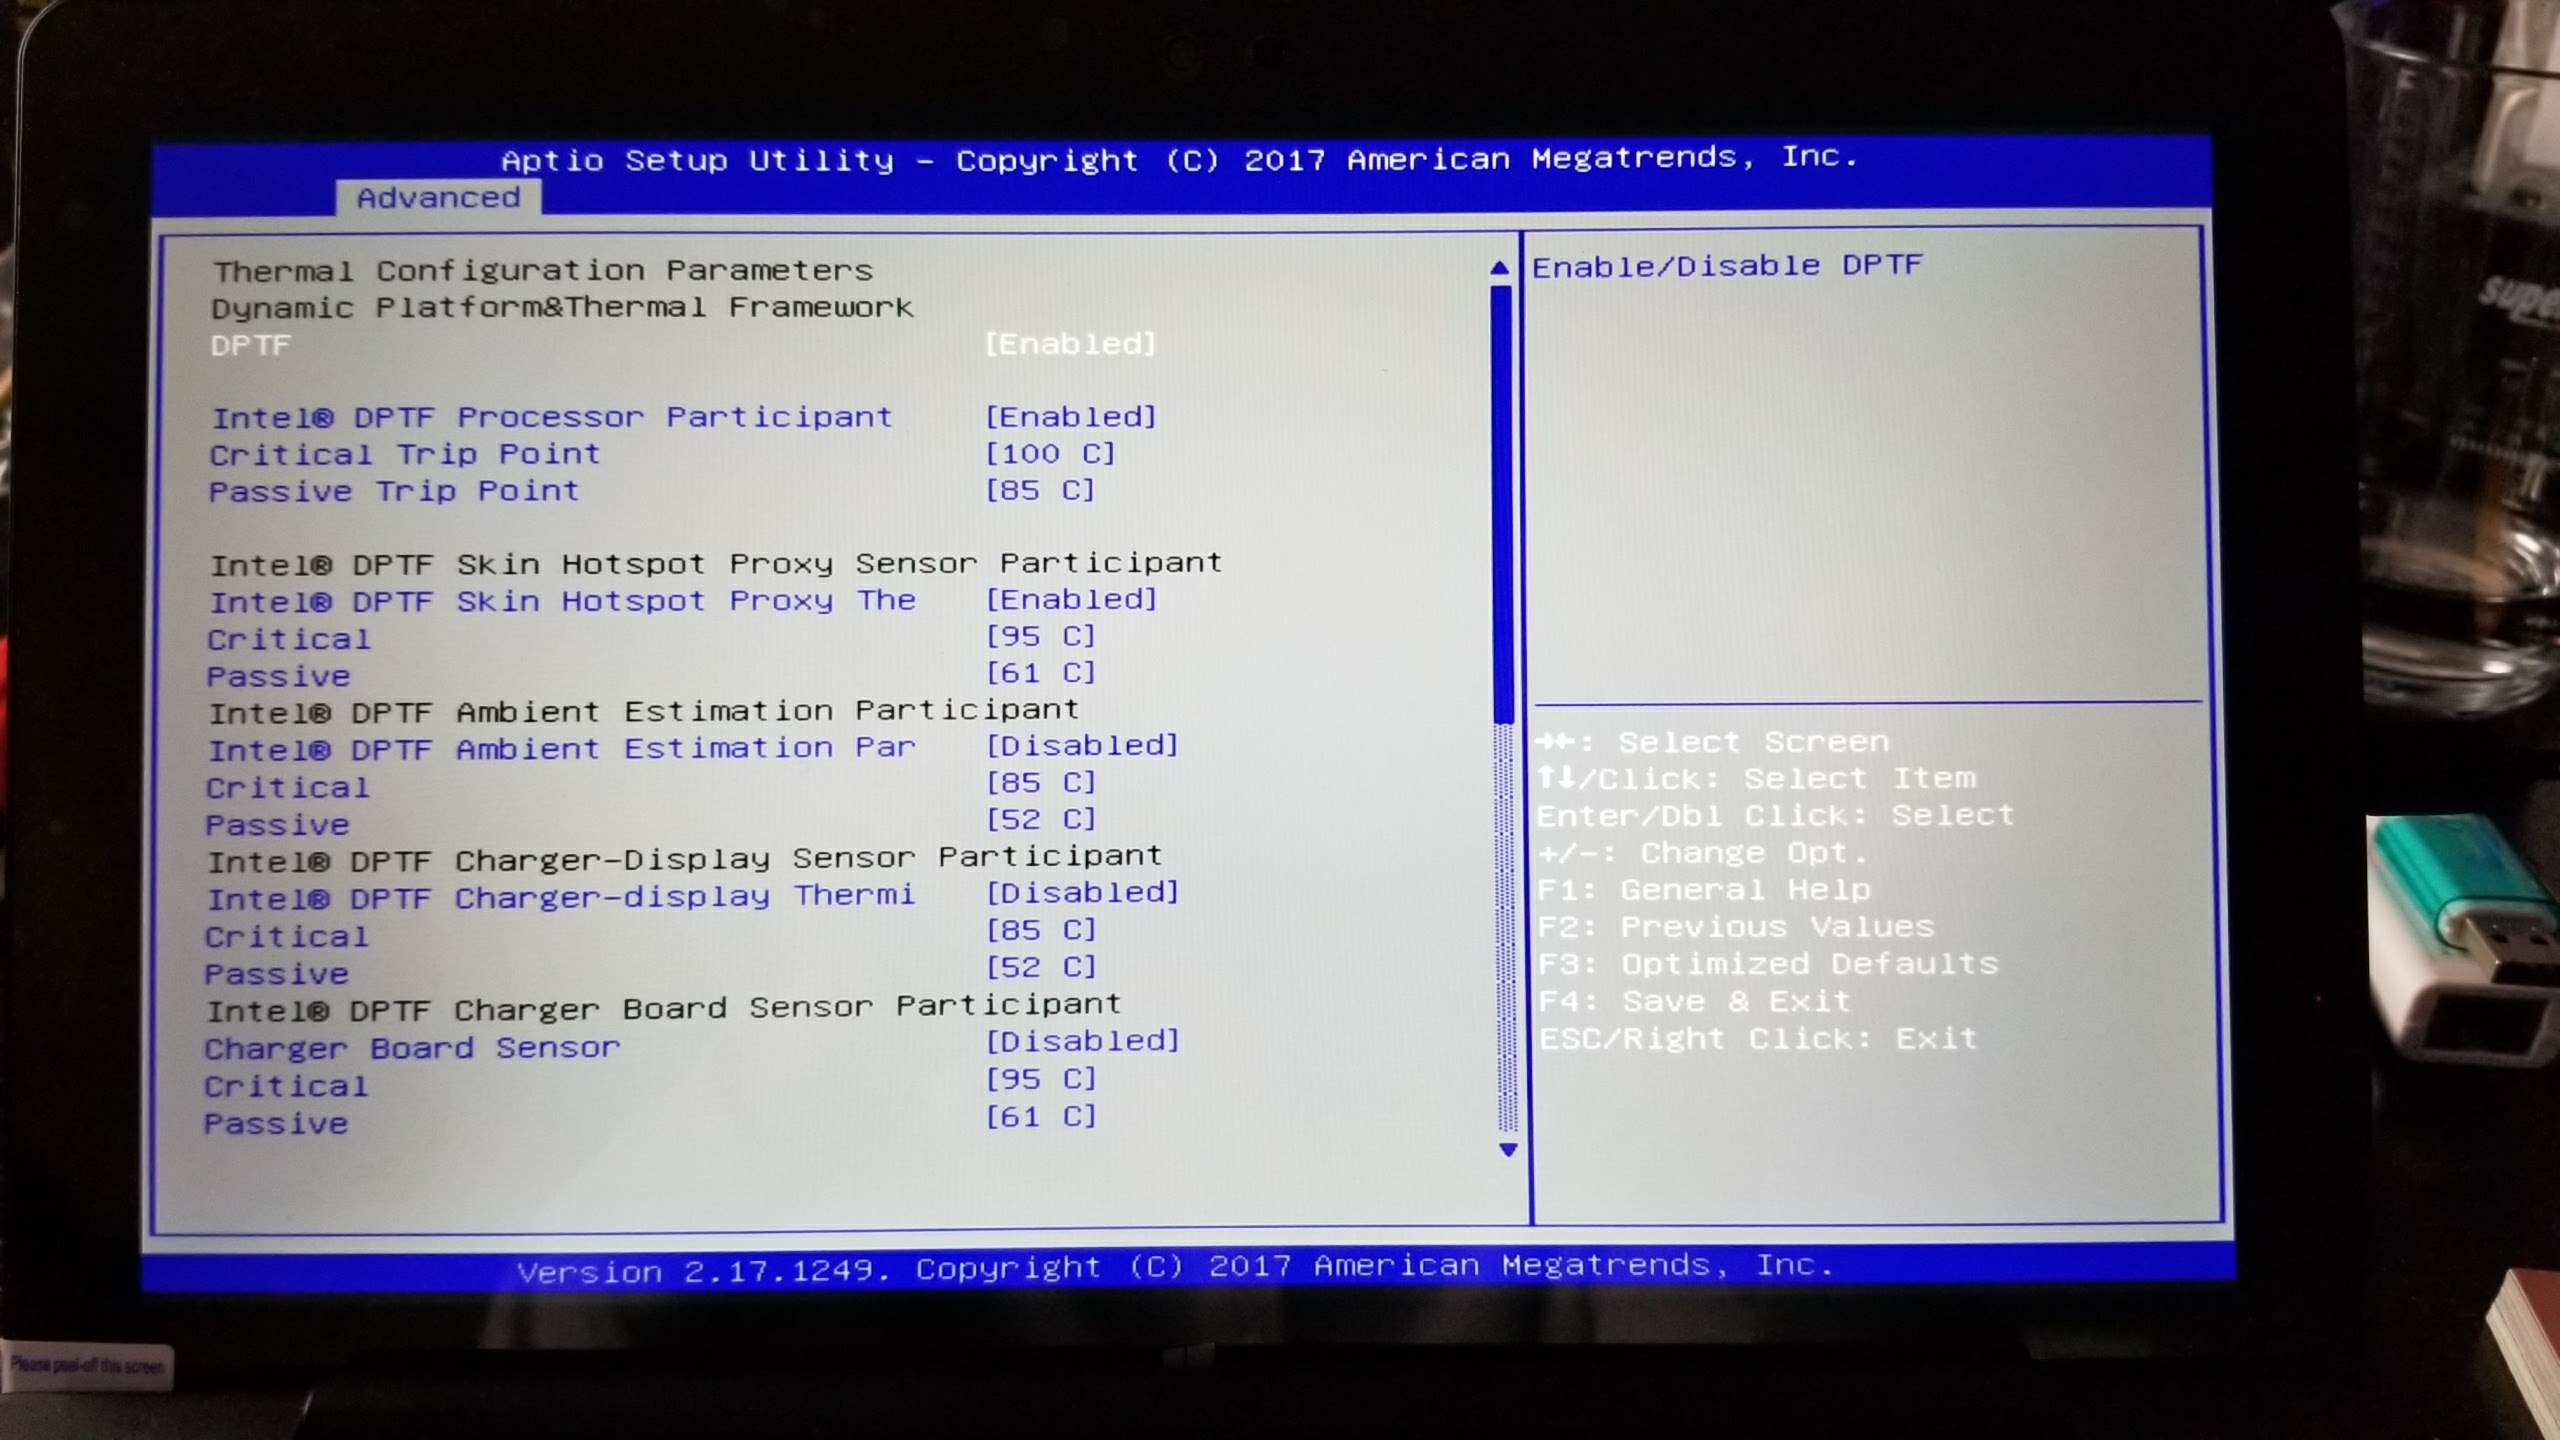 Aptio Setup Utility – Copyright (C) 2017 American Megatrends, Inc.
Advanced
Thermal Configuration Parameters
Dynamic Platform&Thermal Framework
DPTF [Enabled]
Intel® DPTF Processor Participant [Enabled]
Critical Trip Point [100 C]
Passive Trip Point [85 C]
Intel® DPTF Skin Hotspot Proxy Sensor Participant
Intel® DPTF Skin Hotspot Proxy The [Enabled]
Critical [95 C]
Passive [61 C]
Intel® DPTF Ambient Estimation Participant
Intel® DPTF Ambient Estimation Par [Disabled]
Critical [85 C]
Passive [52 C]
Intel® DPTF Charger-Display Sensor Participant
Intel® DPTF Charger-display Thermi [Disabled]
Critical [85 C]
Passive [52 C]
Intel® DPTF Charger Board Sensor Participant
Charger Board Sensor [Disabled]
Critical [95 C]
Passive [61 C]
Enable/Disable DPTF
→←: Select Screen
↑↓/Click: Select Item
Enter/Dbl Click: Select
+/-: Change Opt.
F1: General Help
F2: Previous Values
F3: Optimized Defaults
F4: Save & Exit
ESC/Right Click: Exit
Version 2.17.1249. Copyright (C) 2017 American Megatrends, Inc.
Please peel-off this screen